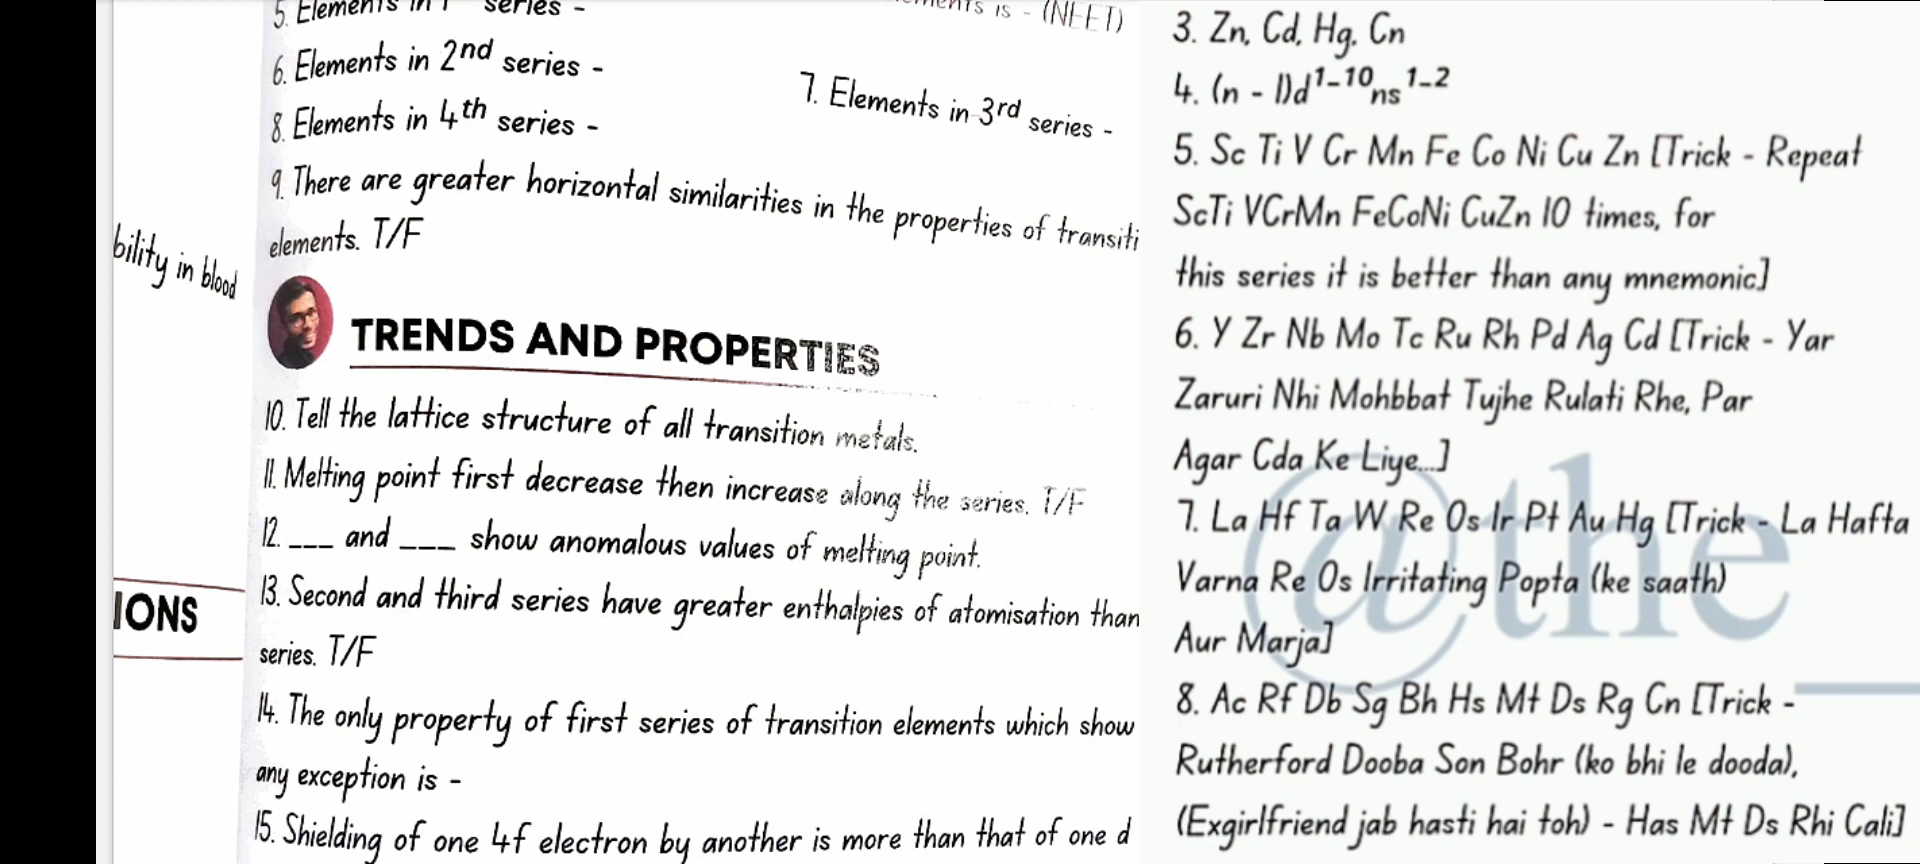 5. Elements in 1 series -
ments is - (NEET)
6. Elements in 2nd series -
7. Elements in 3rd series -
8. Elements in 4th series -
9. There are greater horizontal similarities in the properties of transiti
elements. T/F
bility in blood
TRENDS AND PROPERTIES
10. Tell the lattice structure of all transition metals.
11. Melting point first decrease then increase along the series. T/F
12. ___ and ___ show anomalous values of melting point.
IONS
13. Second and third series have greater enthalpies of atomisation than
series. T/F
14. The only property of first series of transition elements which show
any exception is -
15. Shielding of one 4f electron by another is more than that of one d
3. Zn, Cd, Hg, Cn
4. (n - 1)d1-10ns1-2
5. Sc Ti V Cr Mn Fe Co Ni Cu Zn [Trick - Repeat
ScTi VCrMn FeCoNi CuZn 10 times, for
this series it is better than any mnemonic]
6. Y Zr Nb Mo Tc Ru Rh Pd Ag Cd [Trick - Yar
Zaruri Nhi Mohbbat Tujhe Rulati Rhe, Par
Agar Cda Ke Liye...]
7. La Hf Ta W Re Os Ir Pt Au Hg [Trick - La Hafta
Varna Re Os Irritating Popta (ke saath)
Aur Marja]
@the_
8. Ac Rf Db Sg Bh Hs Mt Ds Rg Cn [Trick -
Rutherford Dooba Son Bohr (ko bhi le dooda),
(Exgirlfriend jab hasti hai toh) - Has Mt Ds Rhi Cali]